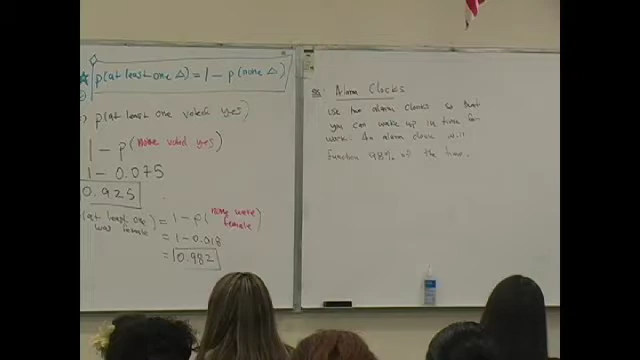 p(at least one Δ) = 1 - p(none Δ)
p(at least one voted yes)
1 - p(none voted yes)
1 - 0.075
0.925
(at least one was female) = 1 - p(none were female)
= 1 - 0.018
= 0.982
Alarm Clocks
Use two alarm clocks so that
you can wake up in time for
work. An alarm clock will
function 98% of the time.